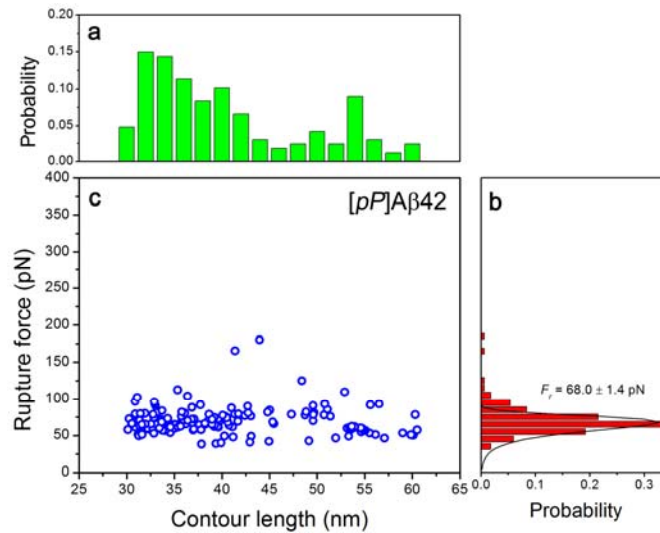 a
0.20
0.15
0.10
0.05
0.00
Probability
c
[pP]Aβ42
400
350
300
250
200
150
100
50
0
Rupture force (pN)
25 30 35 40 45 50 55 60 65
Contour length (nm)
b
Fr = 68.0 ± 1.4 pN
0.0 0.1 0.2 0.3
Probability